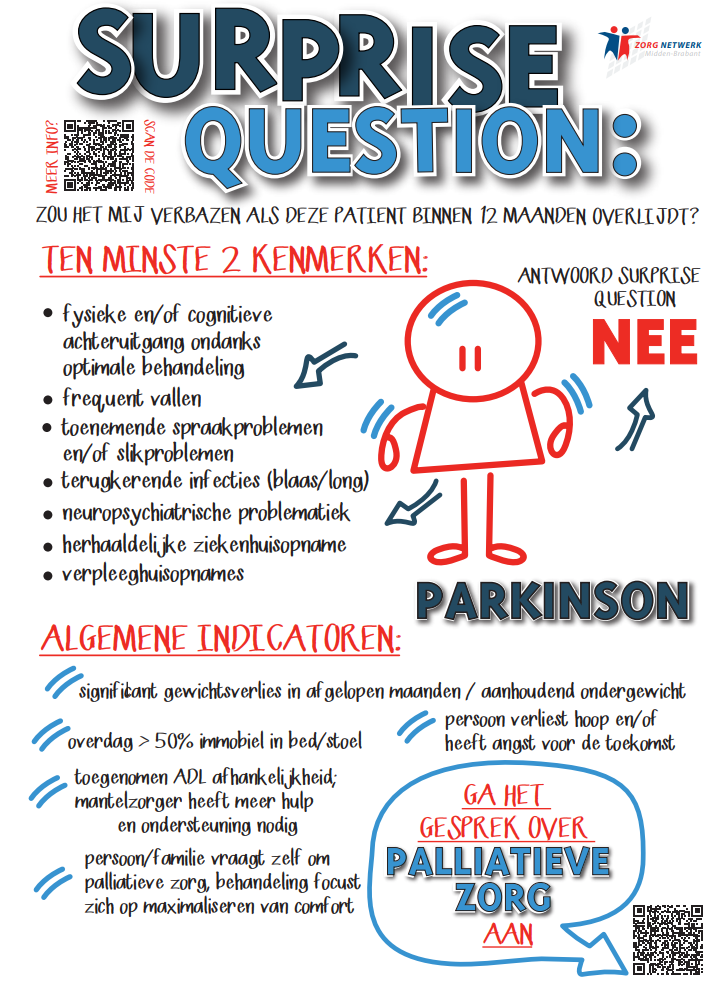 SURPRISE
QUESTION:
ZORG NETWERK
Midden-Brabant
MEER INFO?
SCAN DE CODE
ZOU HET MIJ VERBAZEN ALS DEZE PATIENT BINNEN 12 MAANDEN OVERLIJDT?
TEN MINSTE 2 KENMERKEN:
ANTWOORD SURPRISE
QUESTION
NEE
• fysieke en/of cognitieve
achteruitgang ondanks
optimale behandeling
• frequent vallen
• toenemende spraakproblemen
en/of slikproblemen
• terugkerende infecties (blaas/long)
• neuropsychiatrische problematiek
• herhaaldelijke ziekenhuisopname
• verpleeghuisopnames
PARKINSON
ALGEMENE INDICATOREN:
significant gewichtsverlies in afgelopen maanden / aanhoudend ondergewicht
overdag > 50% immobiel in bed/stoel
persoon verliest hoop en/of
heeft angst voor de toekomst
toegenomen ADL afhankelijkheid;
mantelzorger heeft meer hulp
en ondersteuning nodig
persoon/familie vraagt zelf om
palliatieve zorg, behandeling focust
zich op maximaliseren van comfort
GA HET
GESPREK OVER
PALLIATIEVE
ZORG
AAN